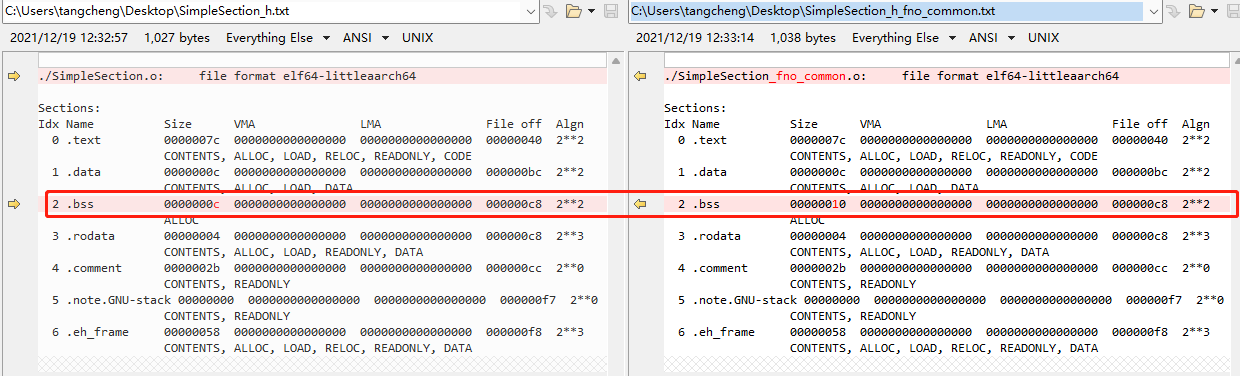 C:\Users\tangcheng\Desktop\SimpleSection_h.txt
2021/12/19 12:32:57 1,027 bytes Everything Else ANSI UNIX
./SimpleSection.o: file format elf64-littleaarch64
Sections:
Idx Name Size VMA LMA File off Algn
0 .text 0000007c 0000000000000000 0000000000000000 00000040 2**2
CONTENTS, ALLOC, LOAD, RELOC, READONLY, CODE
1 .data 0000000c 0000000000000000 0000000000000000 000000bc 2**2
CONTENTS, ALLOC, LOAD, DATA
2 .bss 0000000c 0000000000000000 0000000000000000 000000c8 2**2
ALLOC
3 .rodata 00000004 0000000000000000 0000000000000000 000000c8 2**3
CONTENTS, ALLOC, LOAD, READONLY, DATA
4 .comment 0000002b 0000000000000000 0000000000000000 000000cc 2**0
CONTENTS, READONLY
5 .note.GNU-stack 00000000 0000000000000000 0000000000000000 000000f7 2**0
CONTENTS, READONLY
6 .eh_frame 00000058 0000000000000000 0000000000000000 000000f8 2**3
CONTENTS, ALLOC, LOAD, RELOC, READONLY, DATA
C:\Users\tangcheng\Desktop\SimpleSection_h_fno_common.txt
2021/12/19 12:33:14 1,038 bytes Everything Else ANSI UNIX
./SimpleSection_fno_common.o: file format elf64-littleaarch64
Sections:
Idx Name Size VMA LMA File off Algn
0 .text 0000007c 0000000000000000 0000000000000000 00000040 2**2
CONTENTS, ALLOC, LOAD, RELOC, READONLY, CODE
1 .data 0000000c 0000000000000000 0000000000000000 000000bc 2**2
CONTENTS, ALLOC, LOAD, DATA
2 .bss 00000010 0000000000000000 0000000000000000 000000c8 2**2
ALLOC
3 .rodata 00000004 0000000000000000 0000000000000000 000000c8 2**3
CONTENTS, ALLOC, LOAD, READONLY, DATA
4 .comment 0000002b 0000000000000000 0000000000000000 000000cc 2**0
CONTENTS, READONLY
5 .note.GNU-stack 00000000 0000000000000000 0000000000000000 000000f7 2**0
CONTENTS, READONLY
6 .eh_frame 00000058 0000000000000000 0000000000000000 000000f8 2**3
CONTENTS, ALLOC, LOAD, RELOC, READONLY, DATA